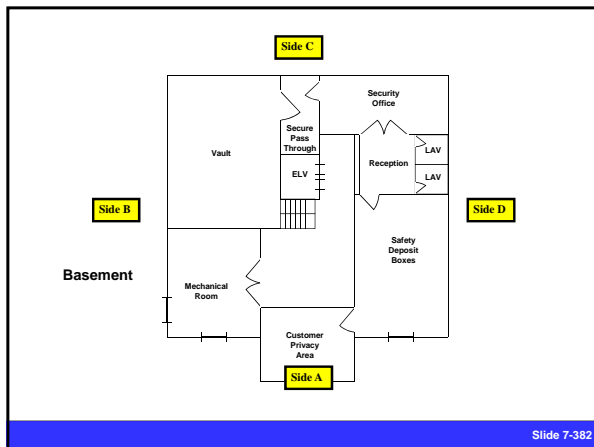 Side C
Security
Office
Secure
Pass
Through
Vault
Reception
LAV
LAV
ELV
Side B
Side D
Safety
Deposit
Boxes
Basement
Mechanical
Room
Customer
Privacy
Area
Side A
Slide 7-382